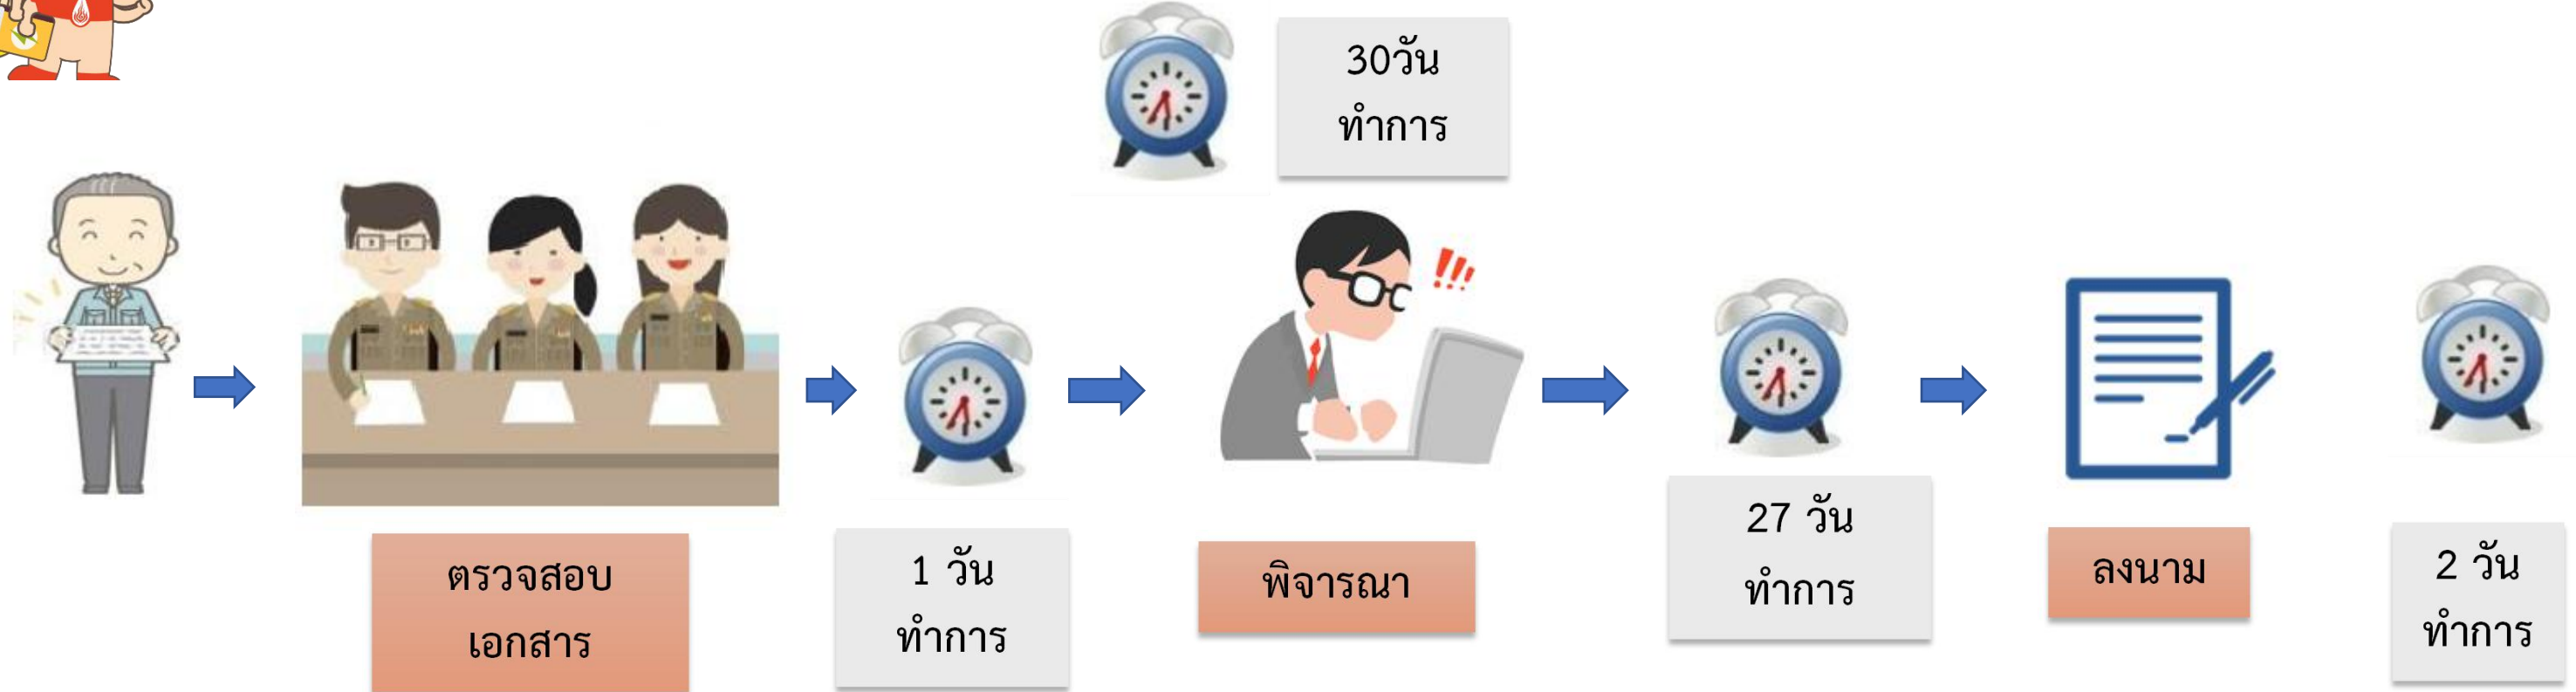 30วัน
ทำการ
ตรวจสอบ
เอกสาร
1 วัน
ทำการ
พิจารณา
27 วัน
ทำการ
ลงนาม
2 วัน
ทำการ